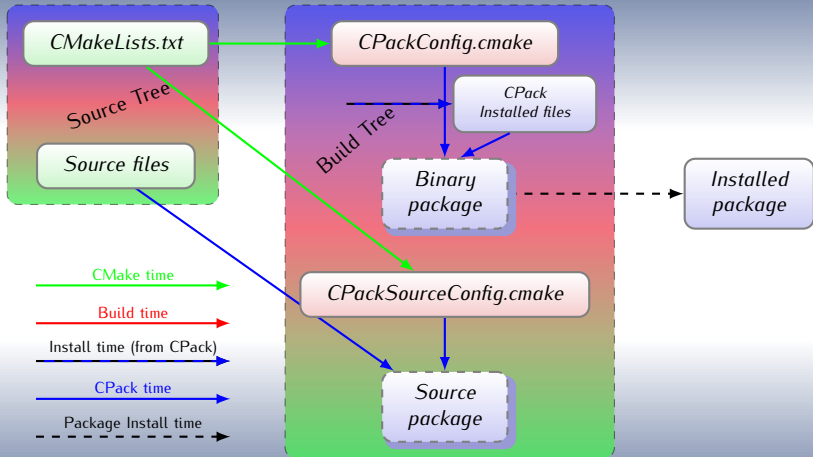 CMakeLists.txt
Source Tree
Source files
CPackConfig.cmake
CPack
Installed files
Build Tree
Binary
package
Installed
package
CPackSourceConfig.cmake
Source
package
CMake time
Build time
Install time (from CPack)
CPack time
Package Install time